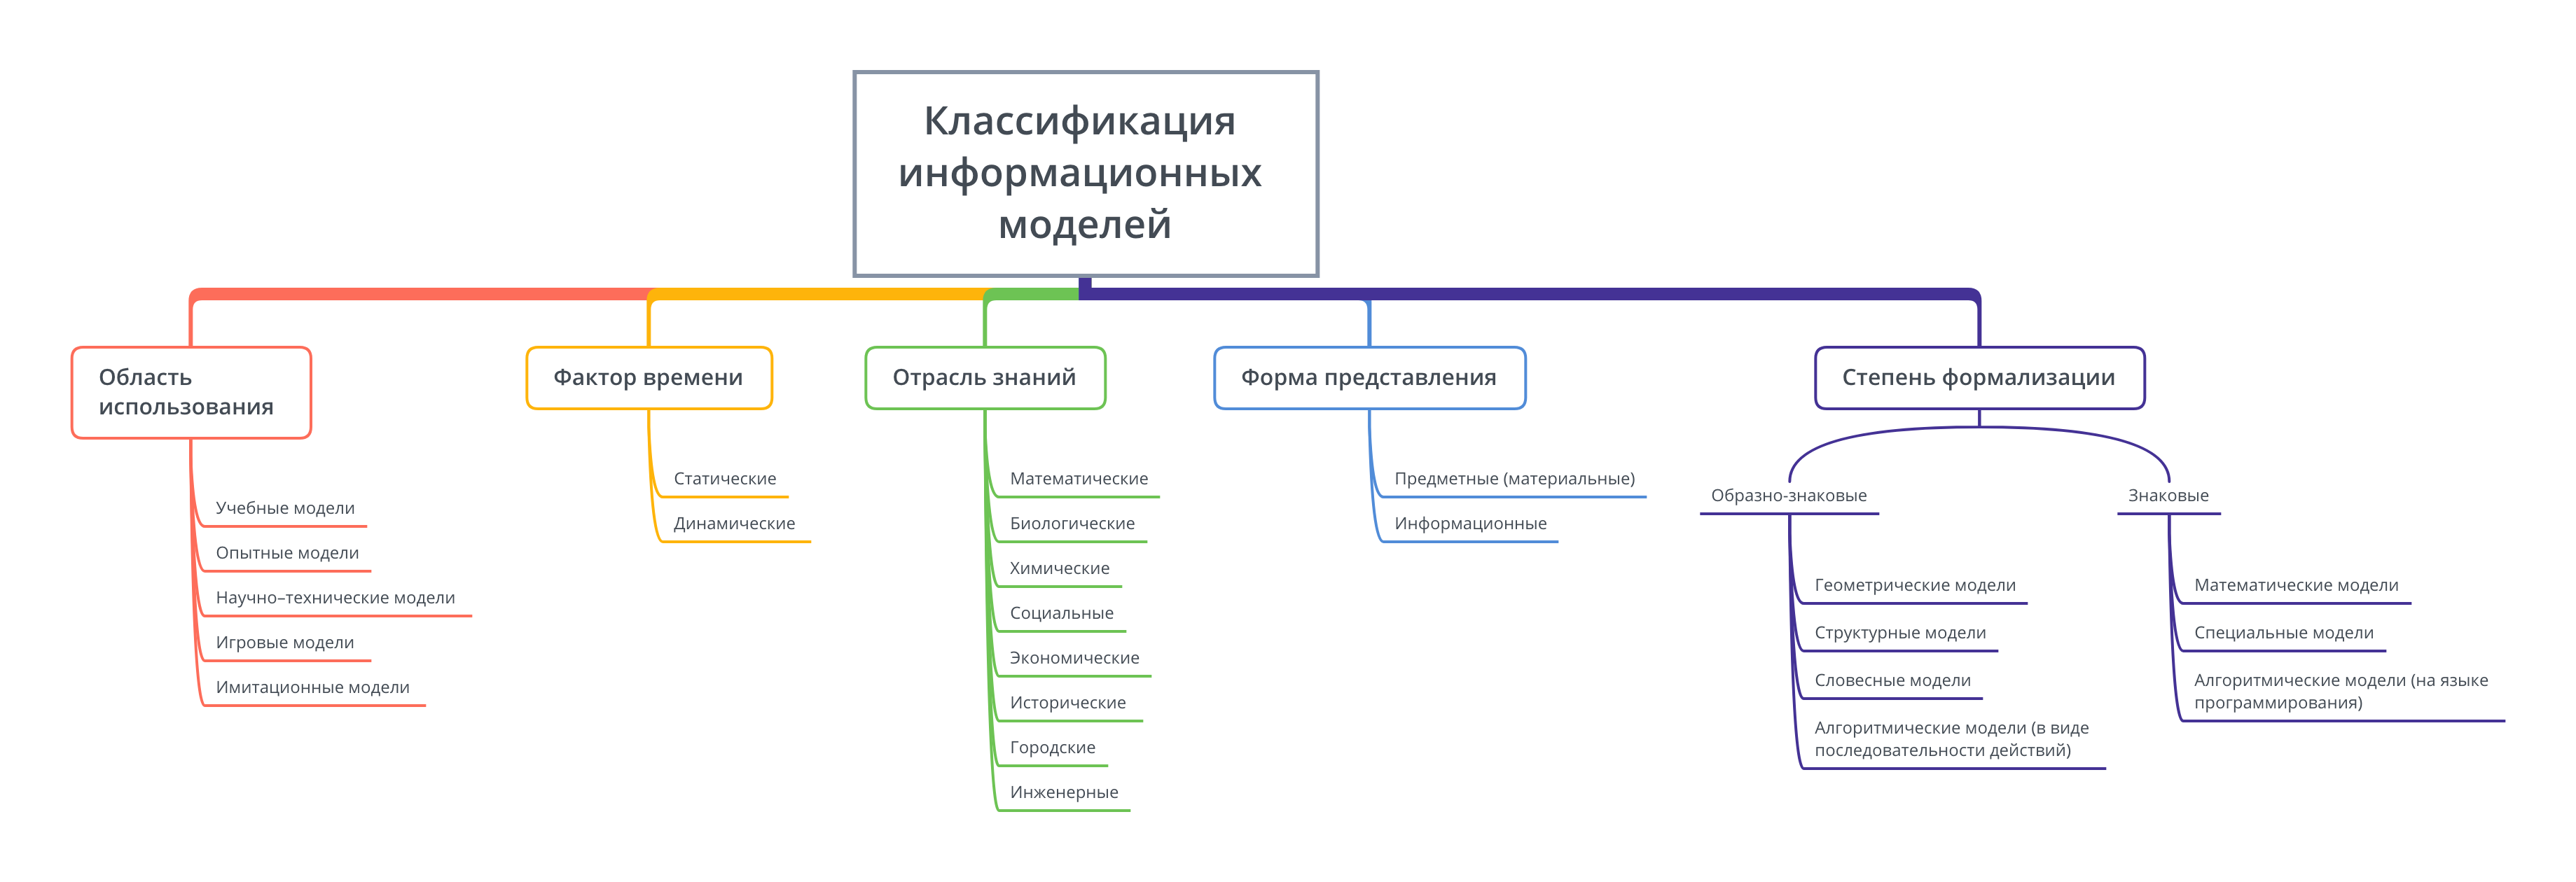 Классификация
информационных
моделей
Область
использования
Учебные модели
Опытные модели
Научно–технические модели
Игровые модели
Имитационные модели
Фактор времени
Статические
Динамические
Отрасль знаний
Математические
Биологические
Химические
Социальные
Экономические
Исторические
Городские
Инженерные
Форма представления
Предметные (материальные)
Информационные
Степень формализации
Образно-знаковые
Геометрические модели
Структурные модели
Словесные модели
Алгоритмические модели (в виде
последовательности действий)
Знаковые
Математические модели
Специальные модели
Алгоритмические модели (на языке
программирования)